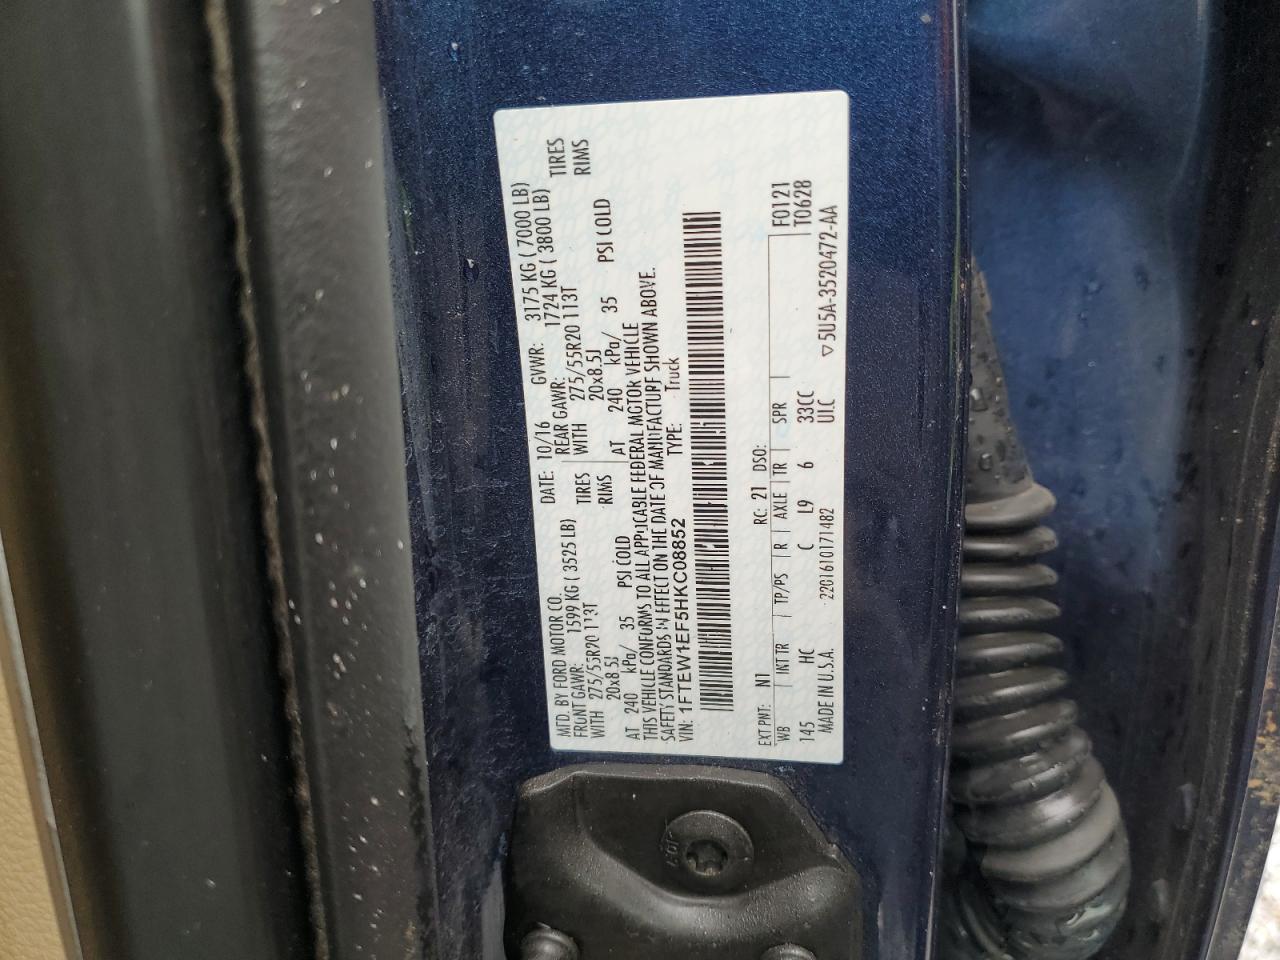 MFD. BY FORD MOTOR CO. DATE: 10/16 GVWR: 3175 KG ( 7000 LB)
FRONT GAWR: 1599 KG ( 3525 LB) REAR GAWR: 1724 KG ( 3800 LB)
WITH 275/55R20 113T TIRES WITH 275/55R20 113T TIRES
20x8.5J RIMS 20x8.5J RIMS
AT 240 kPa/ 35 PSI COLD AT 240 kPa/ 35 PSI COLD
THIS VEHICLE CONFORMS TO ALL APPLICABLE FEDERAL MOTOR VEHICLE
SAFETY STANDARDS IN EFFECT ON THE DATE OF MANUFACTURE SHOWN ABOVE.
VIN: 1FTEW1EF5HKC08852 TYPE: Truck
EXT PNT: N1 RC: 21 DSO: F0121
WB INT TR TP/PS R AXLE TR SPR T0628
145 HC C L9 6 33CC
MADE IN U.S.A. 2201610171482 UIC ▽5U5A-3520472-AA